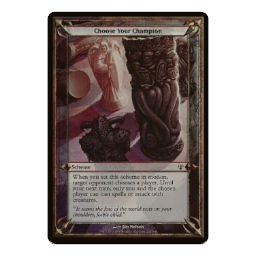 Choose Your Champion
Scheme
When you set this scheme in motion,
target opponent chooses a player. Until
your next turn, only you and the chosen
player can cast spells or attack with
creatures.
"It seems the fate of the world rests on your
shoulders, feeble child."